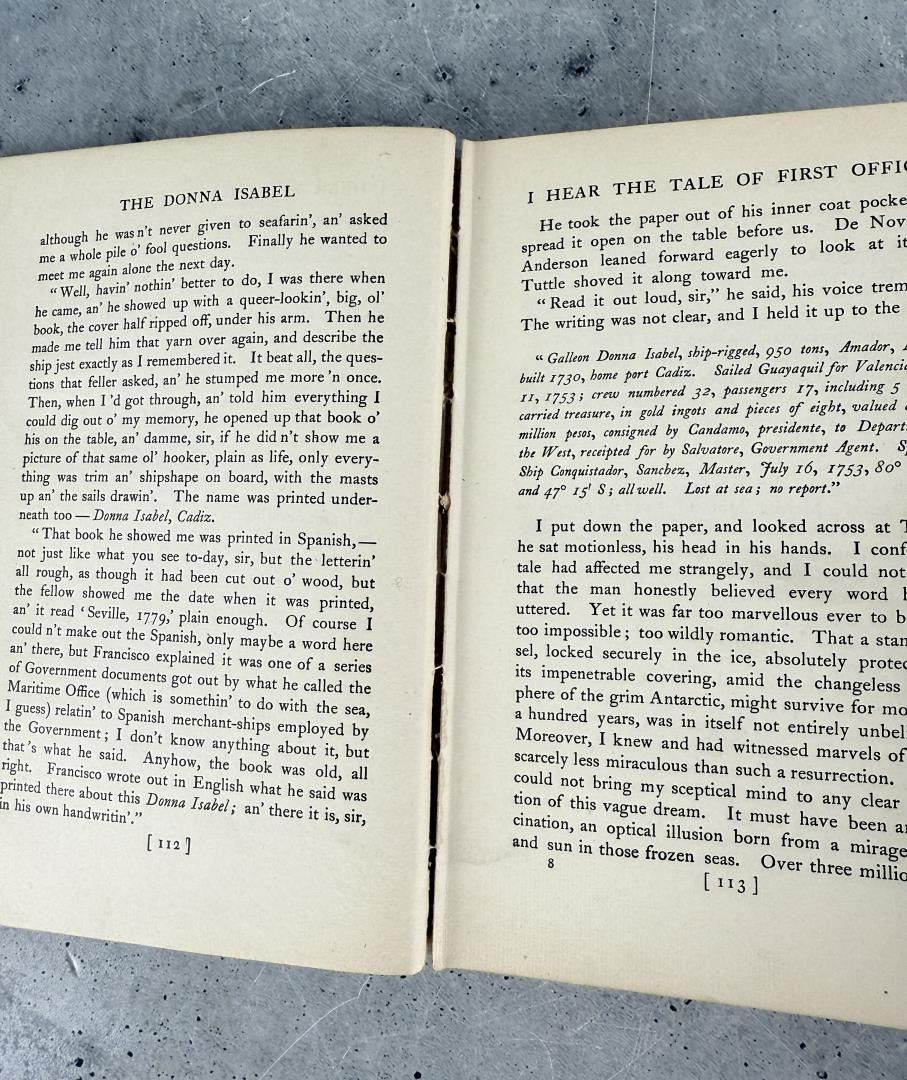 THE DONNA ISABEL
although he wasn't never given to seafarin', an' asked
me a whole pile o' fool questions. Finally he wanted to
meet me again alone the next day.
"Well, havin' nothin' better to do, I was there when
he came, an' he showed up with a queer-lookin', big, ol'
book, the cover half ripped off, under his arm. Then he
made me tell him that yarn over again, and describe the
ship jest exactly as I remembered it. It beat all, the ques-
tions that feller asked, an' he stumped me more 'n once.
Then, when I 'd got through, an' told him everything I
could dig out o' my memory, he opened up that book o'
his on the table, an' damme, sir, if he did n't show me a
picture of that same ol' hooker, plain as life, only every-
thing was trim an' shipshape on board, with the masts
up an' the sails drawin'. The name was printed under-
neath too — Donna Isabel, Cadiz.
"That book he showed me was printed in Spanish,—
not just like what you see to-day, sir, but the letterin'
all rough, as though it had been cut out o' wood, but
the fellow showed me the date when it was printed,
an' it read 'Seville, 1779,' plain enough. Of course I
could n't make out the Spanish, only maybe a word here
an' there, but Francisco explained it was one of a series
of Government documents got out by what he called the
Maritime Office (which is somethin' to do with the sea,
I guess) relatin' to Spanish merchant-ships employed by
the Government; I don't know anything about it, but
that's what he said. Anyhow, the book was old, all
right. Francisco wrote out in English what he said was
printed there about this Donna Isabel; an' there it is, sir,
in his own handwritin'."
[ 112 ]
I HEAR THE TALE OF FIRST
He took the paper out of his inner coat
spread it open on the table before us. De
Anderson leaned forward eagerly to look at
Tuttle shoved it along toward me.
"Read it out loud, sir," he said, his voice
The writing was not clear, and I held it up to the
"Galleon Donna Isabel, ship-rigged, 950 tons, Amador,
built 1730, home port Cadiz. Sailed Guayaquil for
11, 1753; crew numbered 32, passengers 17, including 5
carried treasure, in gold ingots and pieces of eight, valued
million pesos, consigned by Candamo, presidente, to
the West, receipted for by Salvatore, Government Agent.
Ship Conquistador, Sanchez, Master, July 16, 1753, 80°
and 47° 15' S; all well. Lost at sea; no report."
I put down the paper, and looked across at
he sat motionless, his head in his hands. I
tale had affected me strangely, and I could not
that the man honestly believed every word
uttered. Yet it was far too marvellous ever to
too impossible; too wildly romantic. That a
sel, locked securely in the ice, absolutely
its impenetrable covering, amid the changeless
phere of the grim Antarctic, might survive for
a hundred years, was in itself not entirely
Moreover, I knew and had witnessed marvels of
scarcely less miraculous than such a resurrection.
could not bring my sceptical mind to any clear
tion of this vague dream. It must have been
cination, an optical illusion born from a mirage
and sun in those frozen seas. Over three
8
[ 113 ]